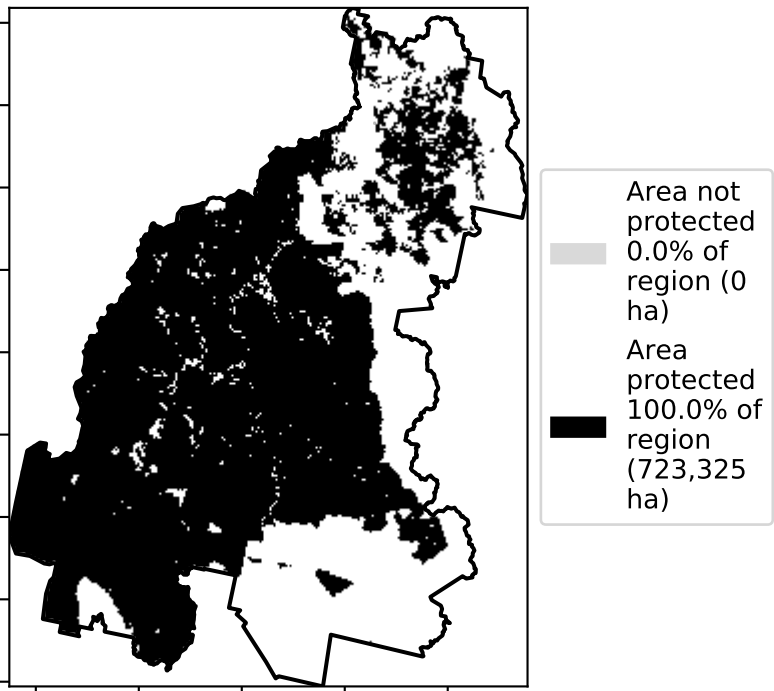 Area not
protected
0.0% of
region (0
ha)
Area
protected
100.0% of
region
(723,325
ha)